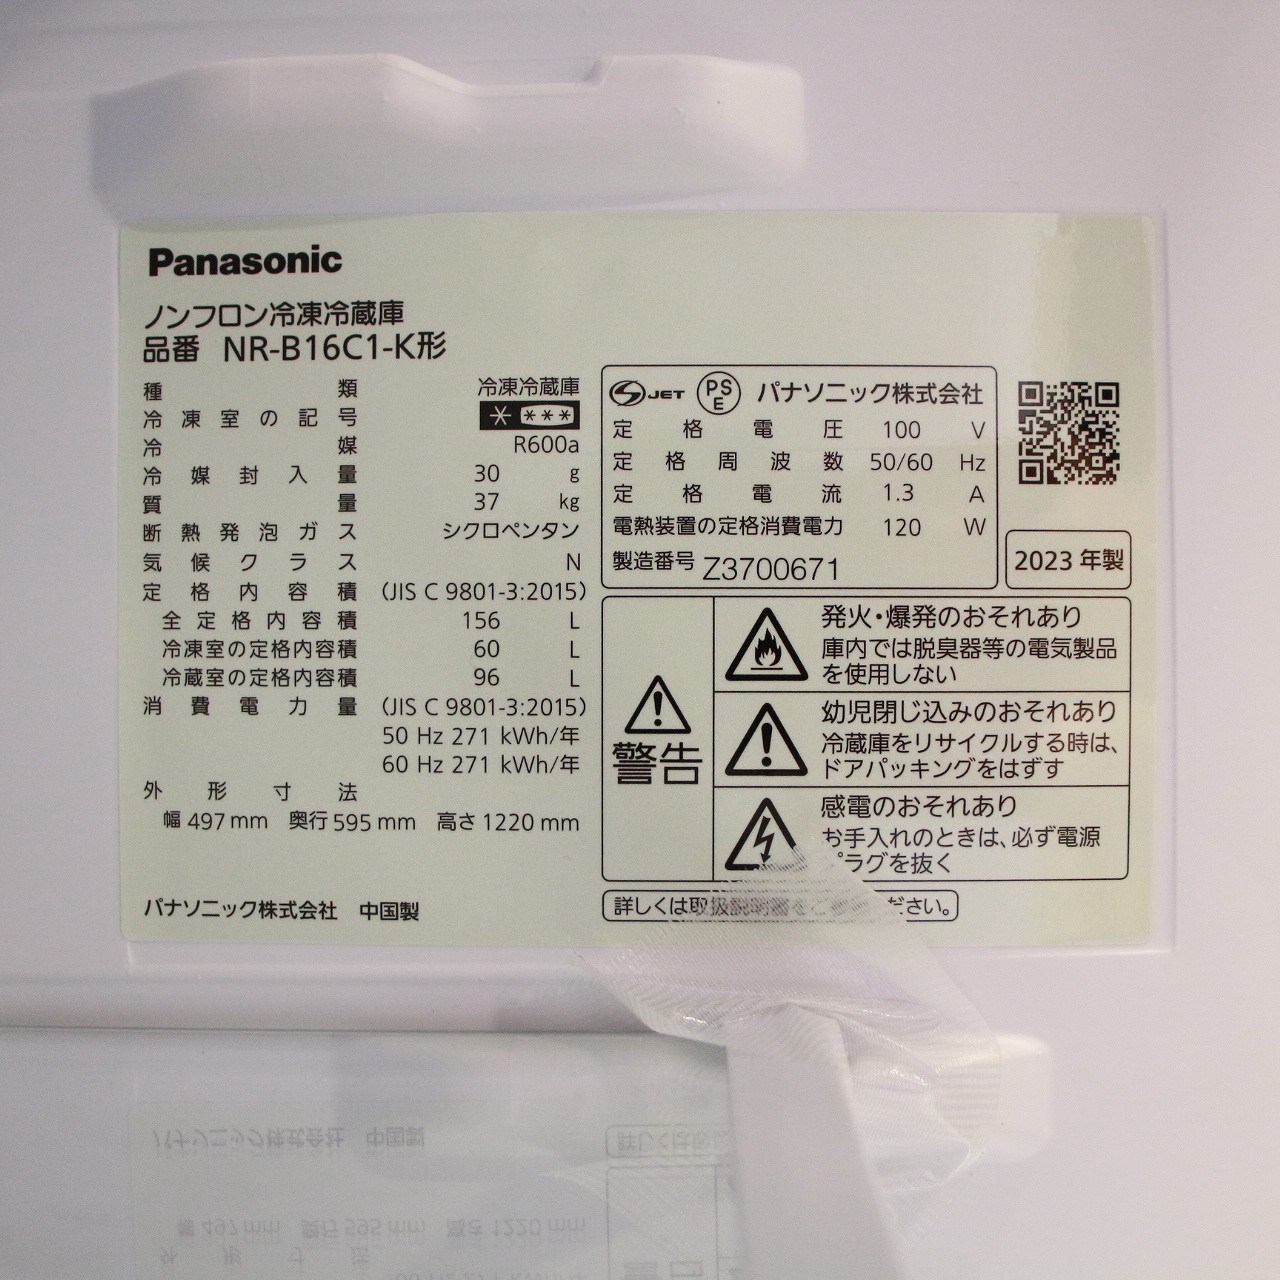 Panasonic
ノンフロン冷凍冷蔵庫
品番 NR-B16C1-K形
種類 冷凍冷蔵庫
冷凍室の記号 * ***
冷媒 R600a
冷媒封入量 30 g
質量 37 kg
断熱発泡ガス シクロペンタン
気候クラス N
定格内容積 (JIS C 9801-3:2015)
全定格内容積 156 L
冷凍室の定格内容積 60 L
冷蔵室の定格内容積 96 L
消費電力量 (JIS C 9801-3:2015)
50 Hz 271 kWh/年
60 Hz 271 kWh/年
外形寸法
幅 497 mm 奥行 595 mm 高さ 1220 mm
パナソニック株式会社 中国製
JET PSE パナソニック株式会社
定格電圧 100 V
定格周波数 50/60 Hz
定格電流 1.3 A
電熱装置の定格消費電力 120 W
製造番号 Z3700671
2023 年製
警告
発火・爆発のおそれあり
庫内では脱臭器等の電気製品
を使用しない
幼児閉じ込みのおそれあり
冷蔵庫をリサイクルする時は、
ドアパッキングをはずす
感電のおそれあり
お手入れのときは、必ず電源
プラグを抜く
詳しくは取扱説明書をご ださい。